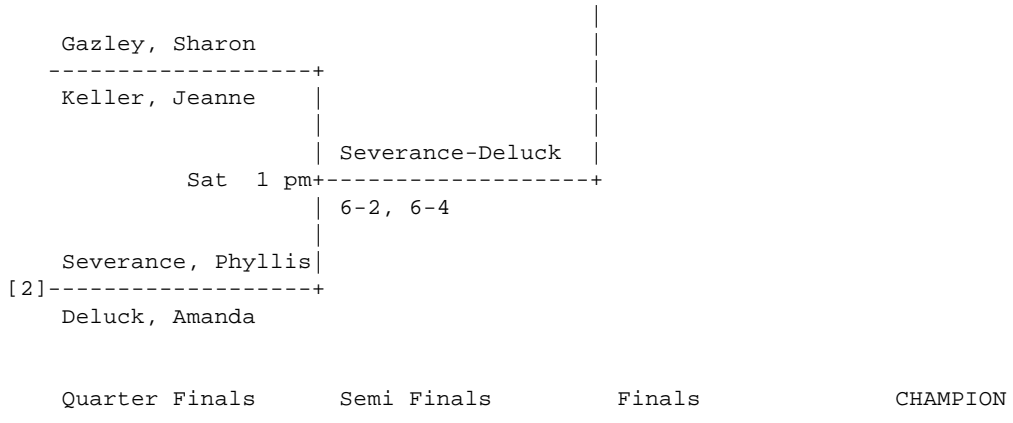 Gazley, Sharon
Keller, Jeanne
Severance-Deluck
Sat 1 pm
6-2, 6-4
Severance, Phyllis
[2]
Deluck, Amanda
Quarter Finals Semi Finals Finals CHAMPION